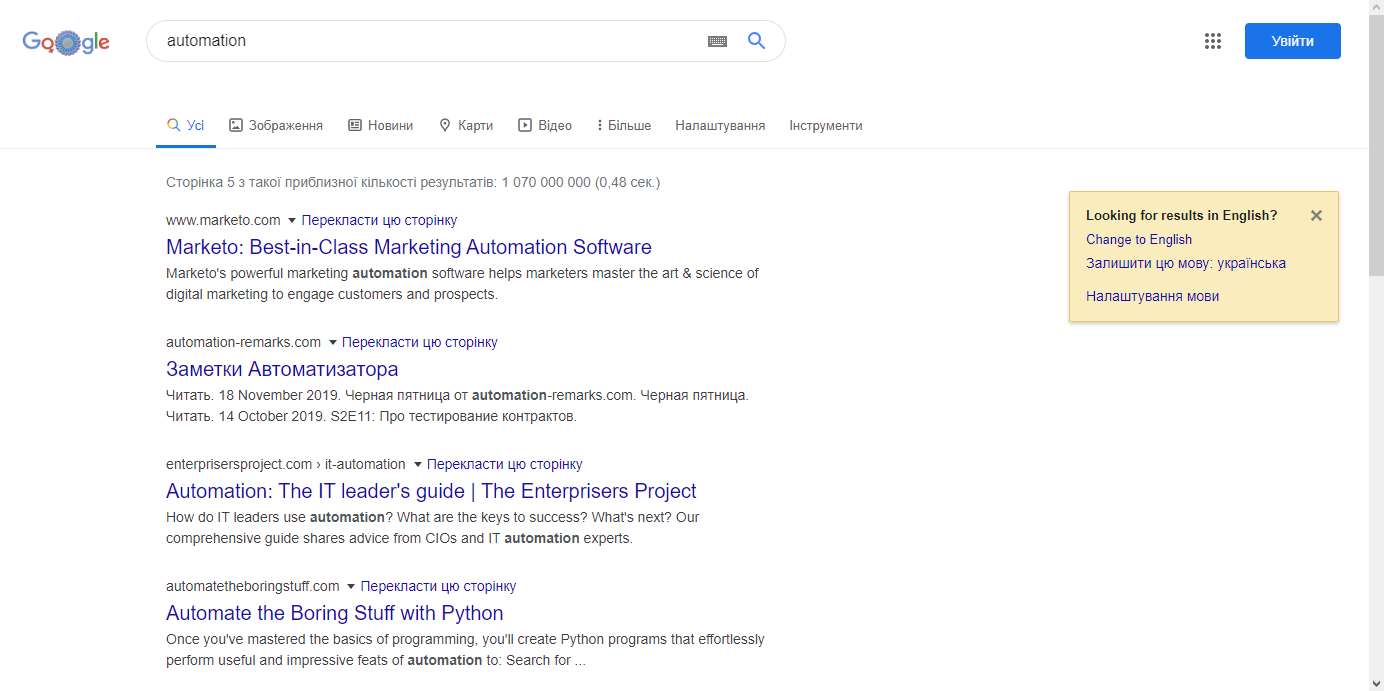 Google
automation
Увійти
Усі Зображення Новини Карти Відео Більше Налаштування Інструменти
Сторінка 5 з такої приблизної кількості результатів: 1 070 000 000 (0,48 сек.)
www.marketo.com Перекласти цю сторінку
Marketo: Best-in-Class Marketing Automation Software
Marketo's powerful marketing automation software helps marketers master the art & science of
digital marketing to engage customers and prospects.
automation-remarks.com Перекласти цю сторінку
Заметки Автоматизатора
Читать. 18 November 2019. Черная пятница от automation-remarks.com. Черная пятница.
Читать. 14 October 2019. S2E11: Про тестирование контрактов.
enterprisersproject.com › it-automation Перекласти цю сторінку
Automation: The IT leader's guide | The Enterprisers Project
How do IT leaders use automation? What are the keys to success? What's next? Our
comprehensive guide shares advice from CIOs and IT automation experts.
automatetheboringstuff.com Перекласти цю сторінку
Automate the Boring Stuff with Python
Once you've mastered the basics of programming, you'll create Python programs that effortlessly
perform useful and impressive feats of automation to: Search for ...
Looking for results in English?
Change to English
Залишити цю мову: українська
Налаштування мови